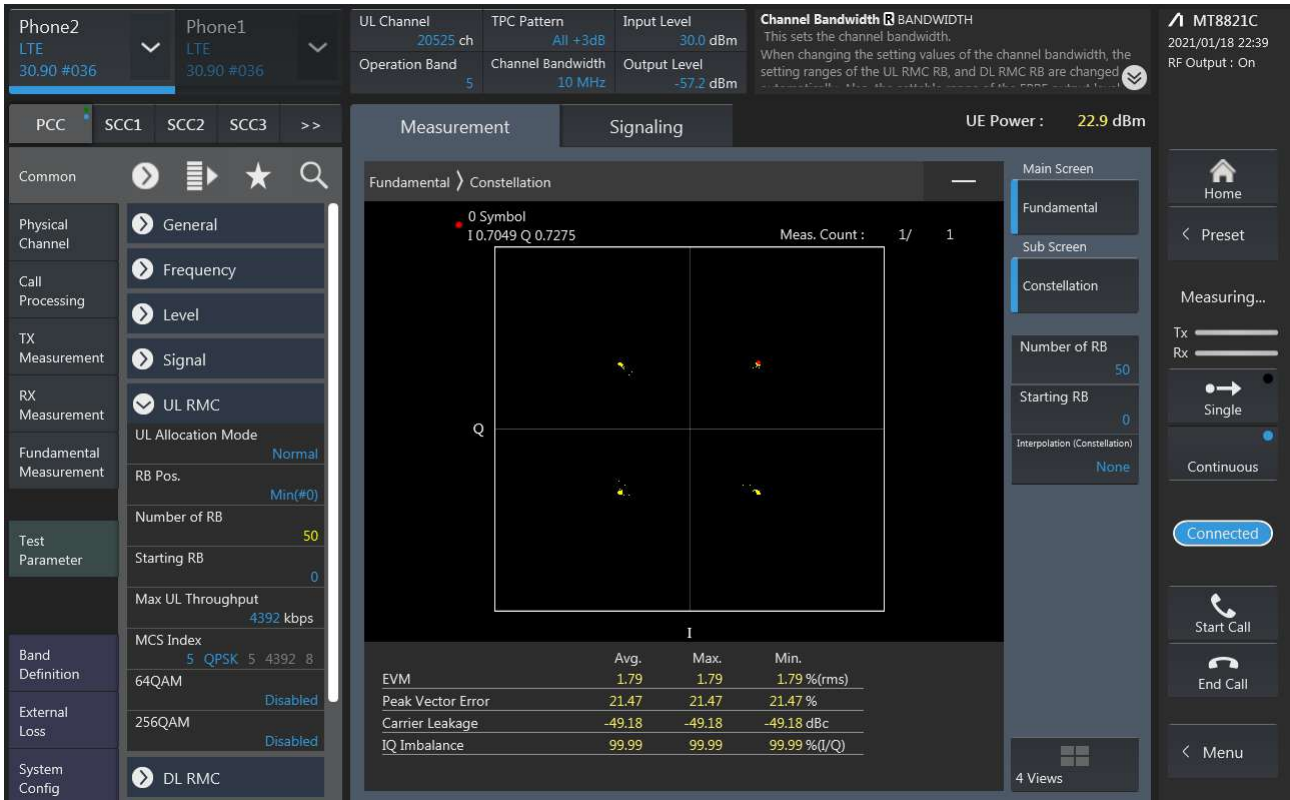 Phone2
LTE
30.90 #036
Phone1
LTE
30.90 #036
UL Channel
20525 ch
TPC Pattern
All +3dB
Input Level
30.0 dBm
Operation Band
5
Channel Bandwidth
10 MHz
Output Level
-57.2 dBm
Channel Bandwidth R BANDWIDTH
This sets the channel bandwidth.
When changing the setting values of the channel bandwidth, the
setting ranges of the UL RMC RB, and DL RMC RB are changed
MT8821C
2021/01/18 22:39
RF Output : On
PCC SCC1 SCC2 SCC3 >>
Measurement
Signaling
UE Power : 22.9 dBm
Common
Physical
Channel
Call
Processing
TX
Measurement
RX
Measurement
Fundamental
Measurement
Test
Parameter
Band
Definition
External
Loss
System
Config
General
Frequency
Level
Signal
UL RMC
UL Allocation Mode
Normal
RB Pos.
Min(#0)
Number of RB
50
Starting RB
0
Max UL Throughput
4392 kbps
MCS Index
5 QPSK 5 4392 8
64QAM
Disabled
256QAM
Disabled
DL RMC
Fundamental 〉 Constellation
0 Symbol
I 0.7049 Q 0.7275
Meas. Count : 1/ 1
Q
I
Avg. Max. Min.
EVM 1.79 1.79 1.79 %(rms)
Peak Vector Error 21.47 21.47 21.47 %
Carrier Leakage -49.18 -49.18 -49.18 dBc
IQ Imbalance 99.99 99.99 99.99 %(I/Q)
Main Screen
Fundamental
Sub Screen
Constellation
Number of RB
50
Starting RB
0
Interpolation (Constellation)
None
4 Views
Home
< Preset
Measuring...
Tx
Rx
Single
Continuous
Connected
Start Call
End Call
< Menu